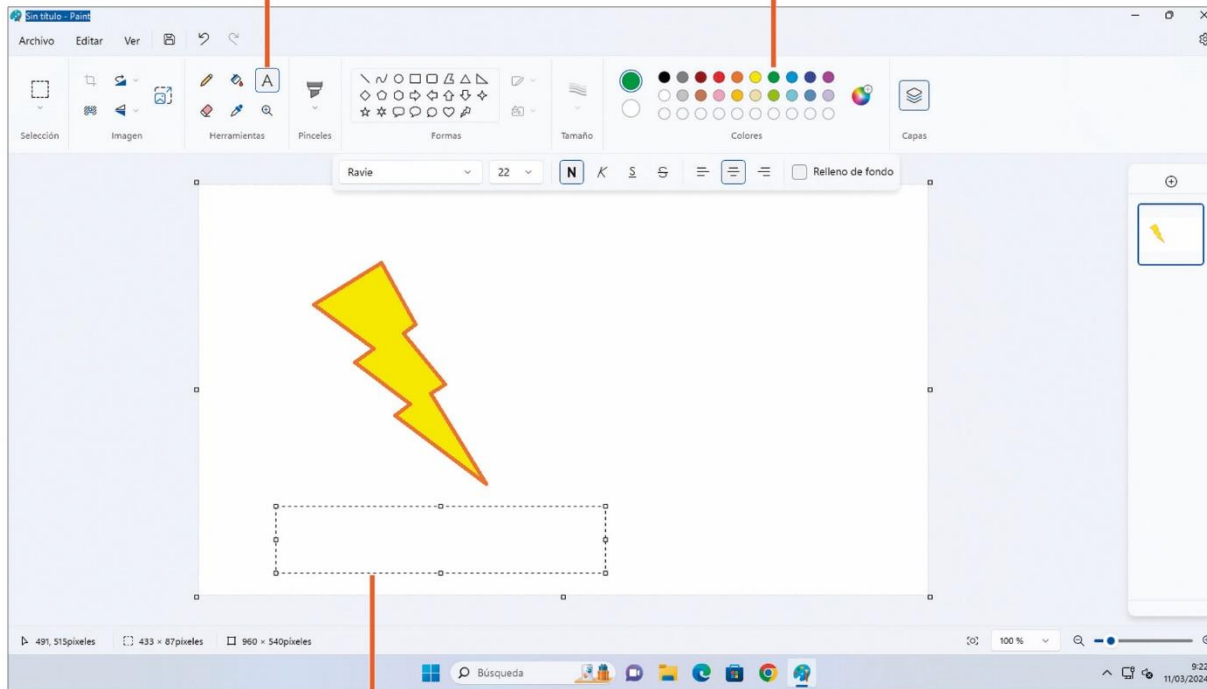 Sin título - Paint
Archivo Editar Ver
A
Selección Imagen Herramientas Pinceles Formas Tamaño Colores Capas
Ravie 22 N K S S Relleno de fondo
491, 515píxeles 433 × 87píxeles 960 × 540píxeles 100 %
Búsqueda
9:22
11/03/2024